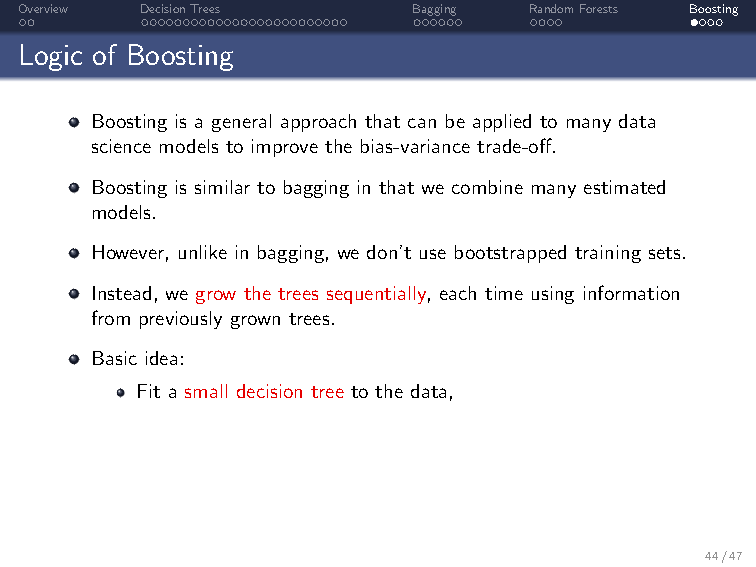 Overview Decision Trees Bagging Random Forests Boosting
Logic of Boosting
Boosting is a general approach that can be applied to many data
science models to improve the bias-variance trade-off.
Boosting is similar to bagging in that we combine many estimated
models.
However, unlike in bagging, we don't use bootstrapped training sets.
Instead, we grow the trees sequentially, each time using information
from previously grown trees.
Basic idea:
Fit a small decision tree to the data,
44 / 47